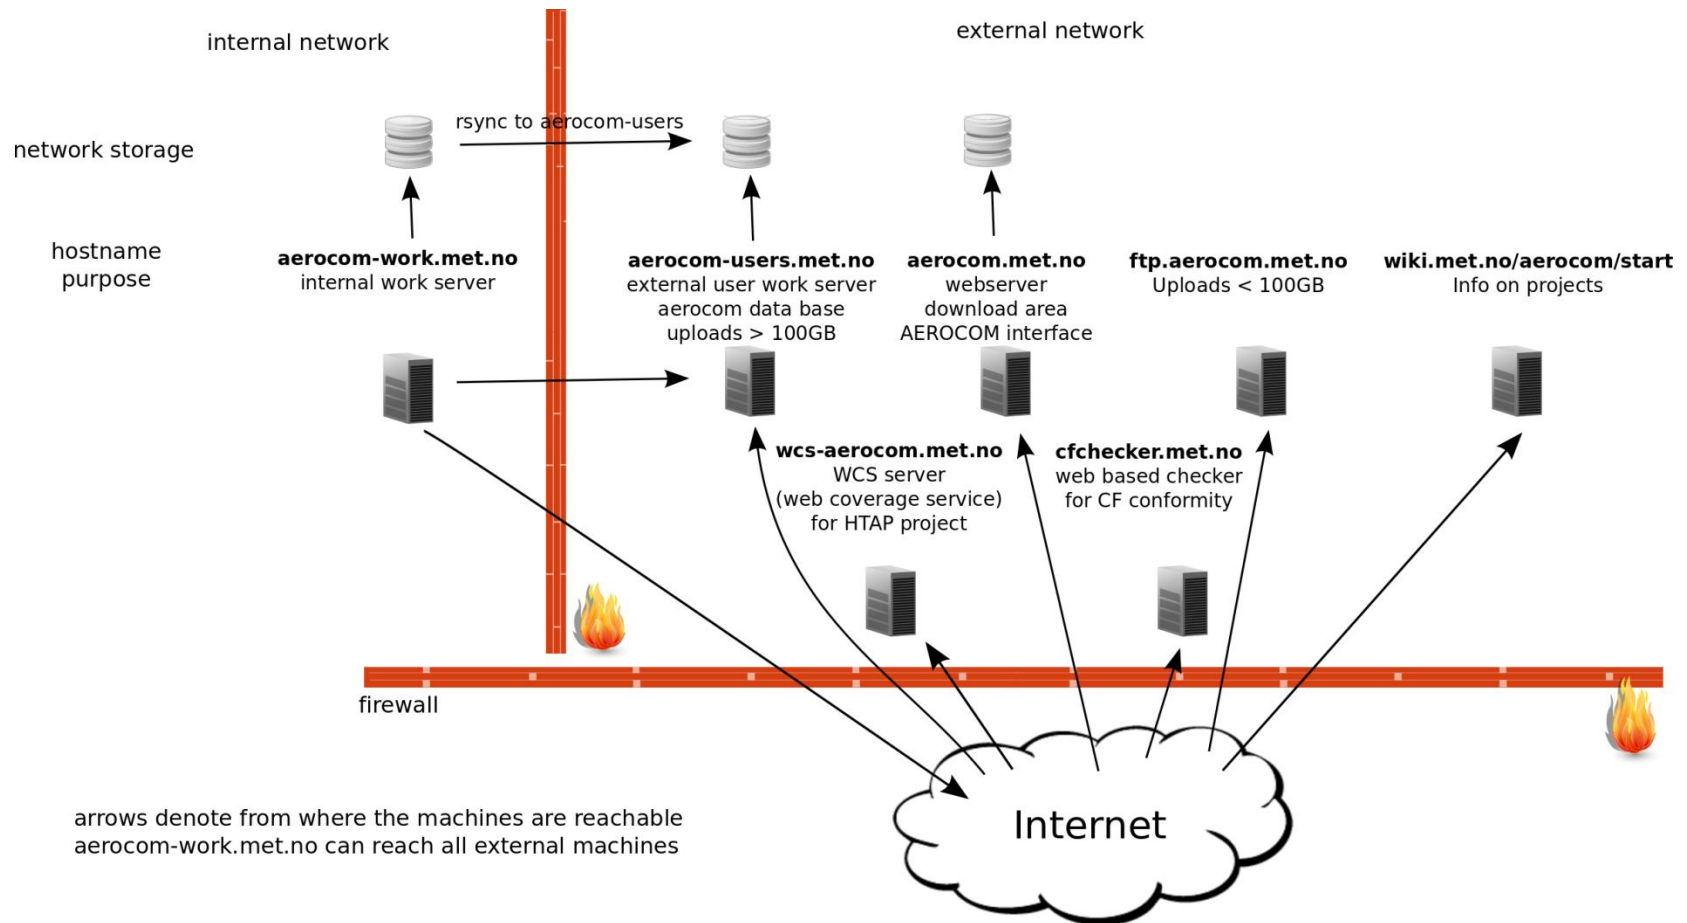 internal network
external network
rsync to aerocom-users
network storage
hostname
purpose
aerocom-work.met.no
internal work server
aerocom-users.met.no
external user work server
aerocom data base
uploads > 100GB
aerocom.met.no
webserver
download area
AEROCOM interface
ftp.aerocom.met.no
Uploads < 100GB
wiki.met.no/aerocom/start
Info on projects
wcs-aerocom.met.no
WCS server
(web coverage service)
for HTAP project
cfchecker.met.no
web based checker
for CF conformity
firewall
Internet
arrows denote from where the machines are reachable
aerocom-work.met.no can reach all external machines